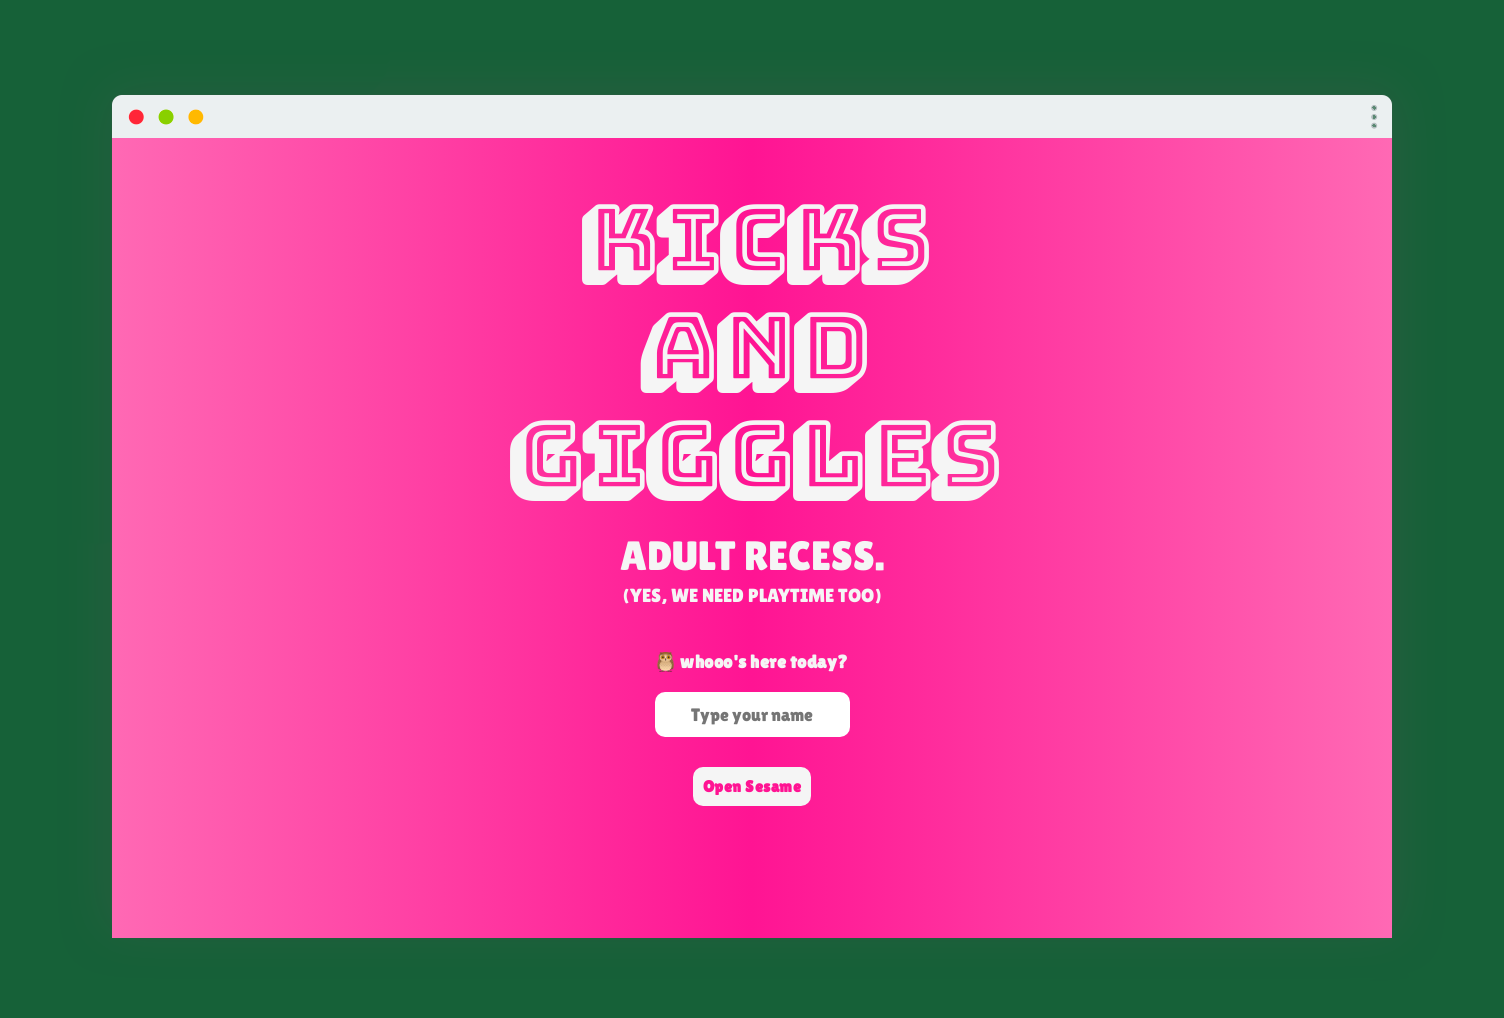 KICKS
AND
GIGGLES
ADULT RECESS.
(YES, WE NEED PLAYTIME TOO)
🦉 whooo's here today?
Type your name
Open Sesame